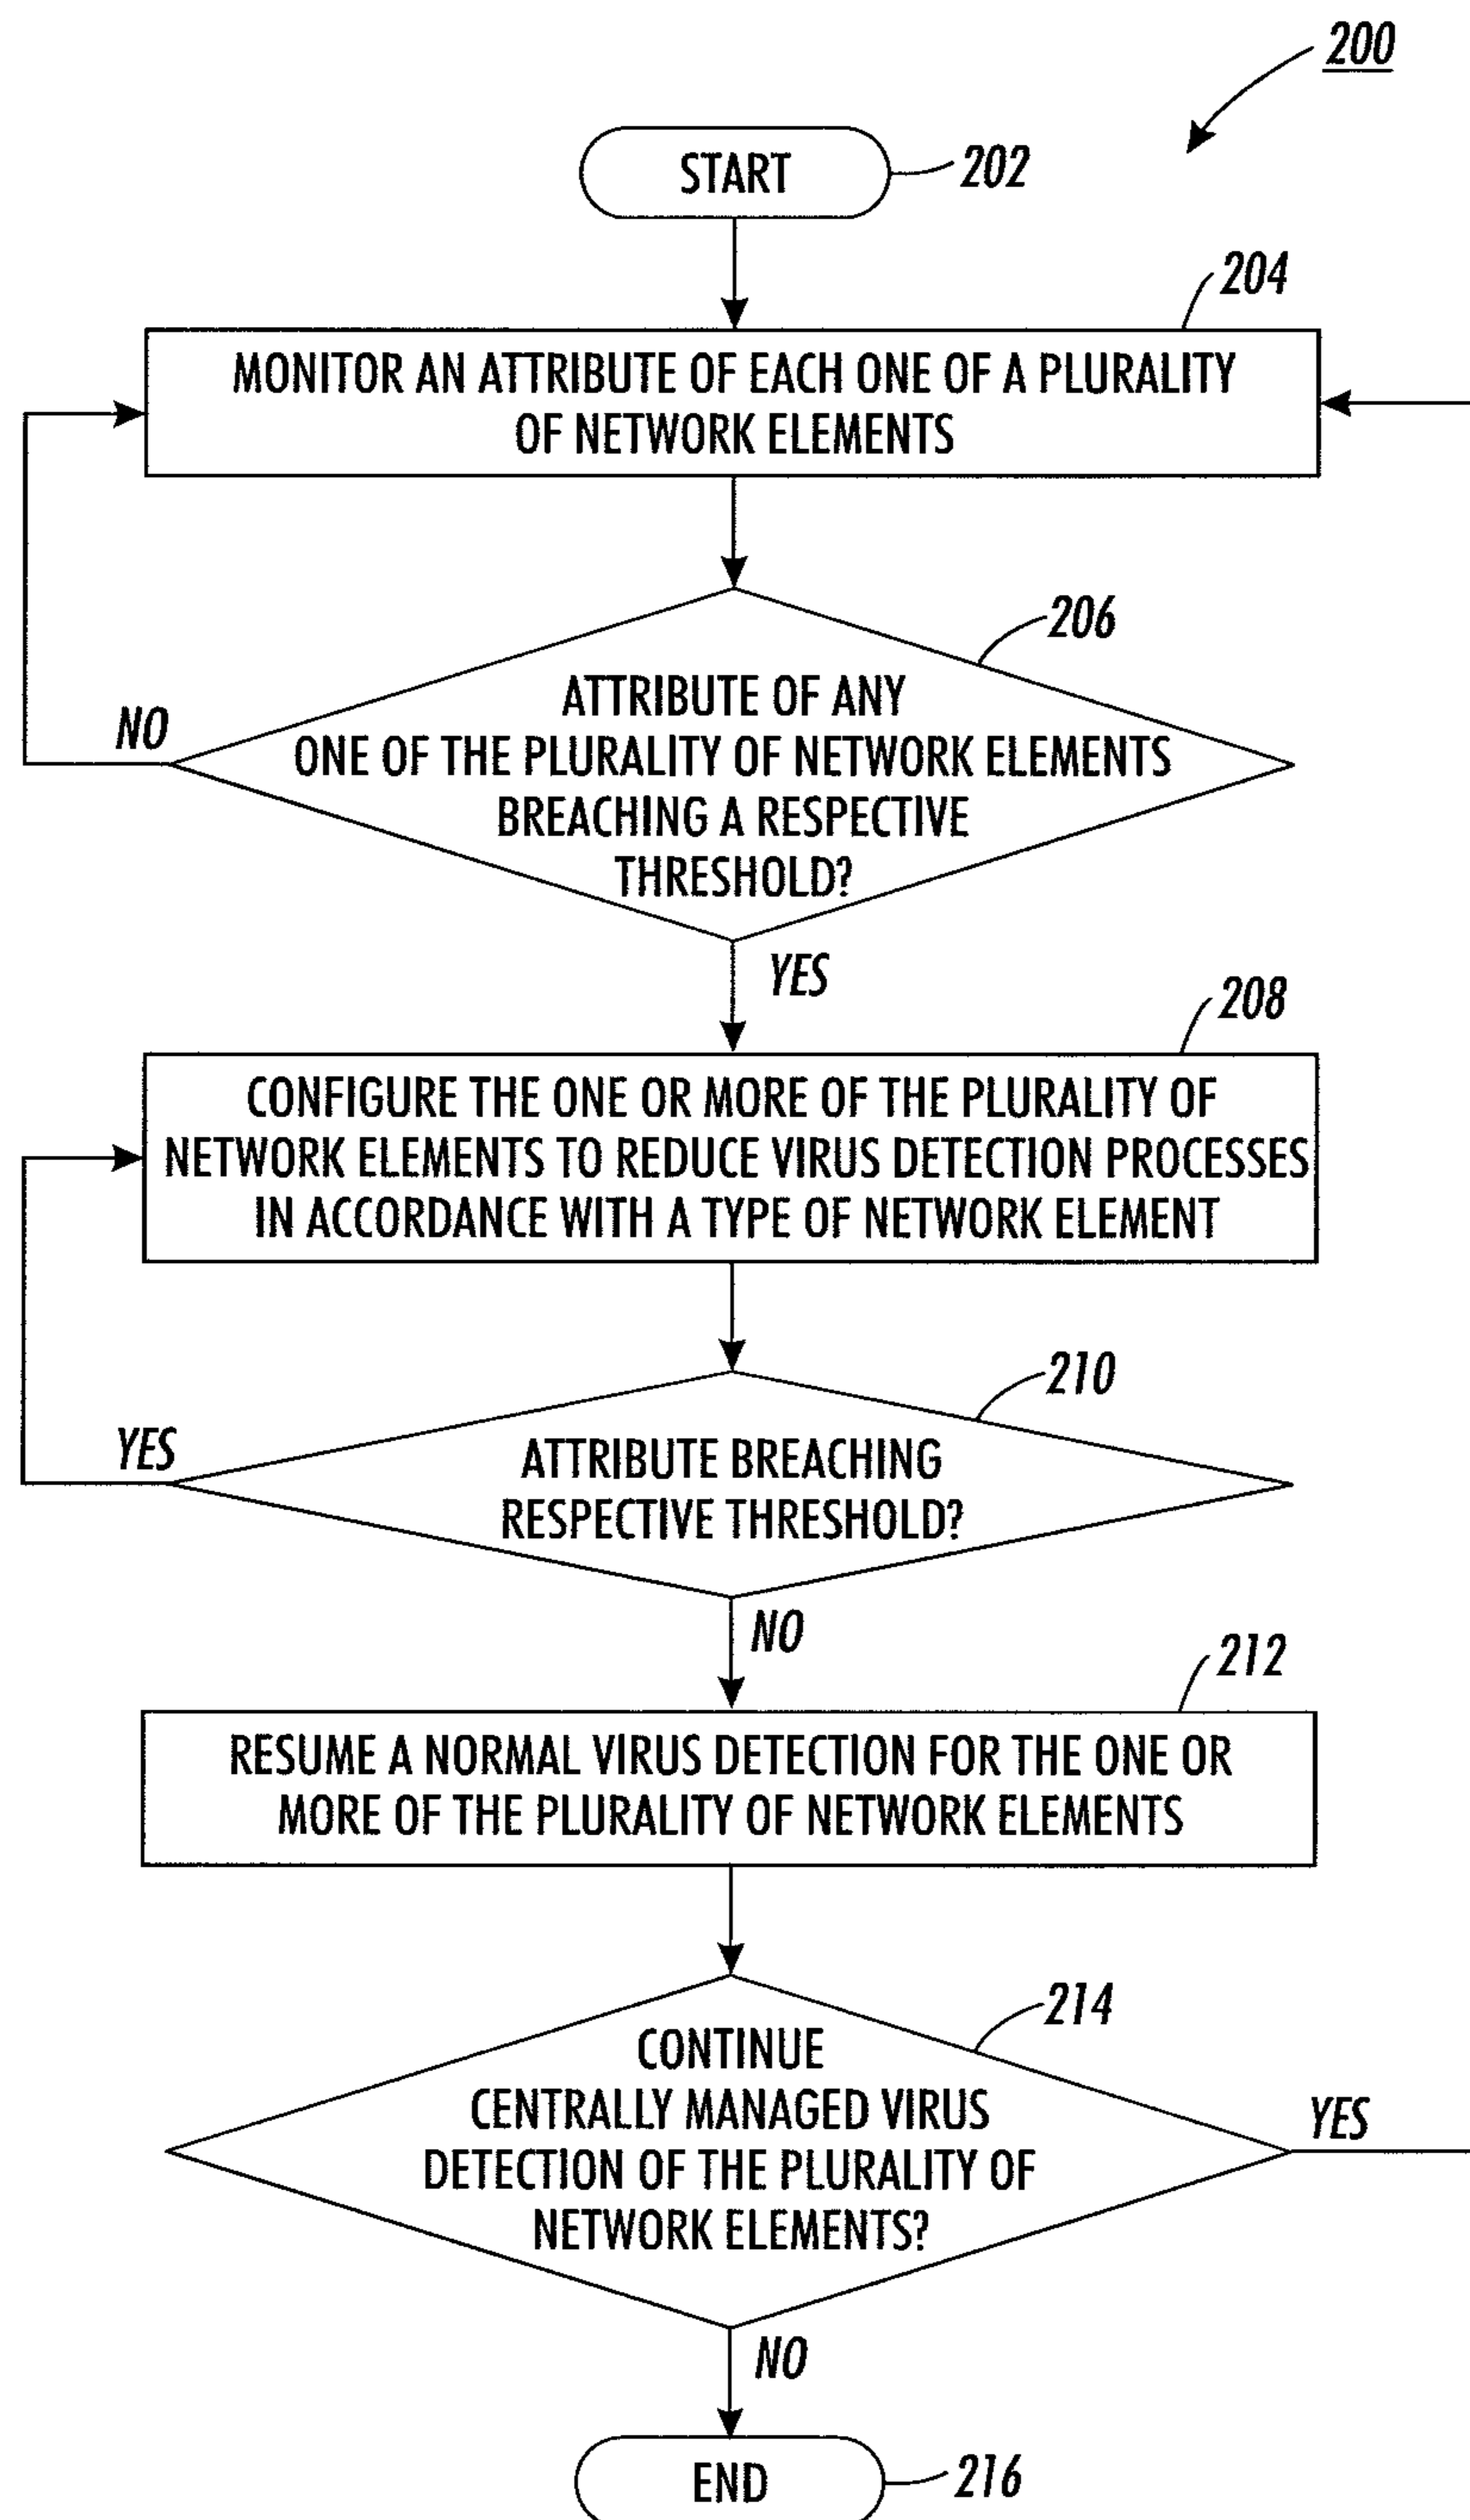 200
START
202
204
MONITOR AN ATTRIBUTE OF EACH ONE OF A PLURALITY
OF NETWORK ELEMENTS
206
ATTRIBUTE OF ANY
ONE OF THE PLURALITY OF NETWORK ELEMENTS
BREACHING A RESPECTIVE
THRESHOLD?
NO
YES
208
CONFIGURE THE ONE OR MORE OF THE PLURALITY OF
NETWORK ELEMENTS TO REDUCE VIRUS DETECTION PROCESSES
IN ACCORDANCE WITH A TYPE OF NETWORK ELEMENT
210
YES
ATTRIBUTE BREACHING
RESPECTIVE THRESHOLD?
NO
212
RESUME A NORMAL VIRUS DETECTION FOR THE ONE OR
MORE OF THE PLURALITY OF NETWORK ELEMENTS
214
CONTINUE
CENTRALLY MANAGED VIRUS
DETECTION OF THE PLURALITY OF
NETWORK ELEMENTS?
YES
NO
END
216